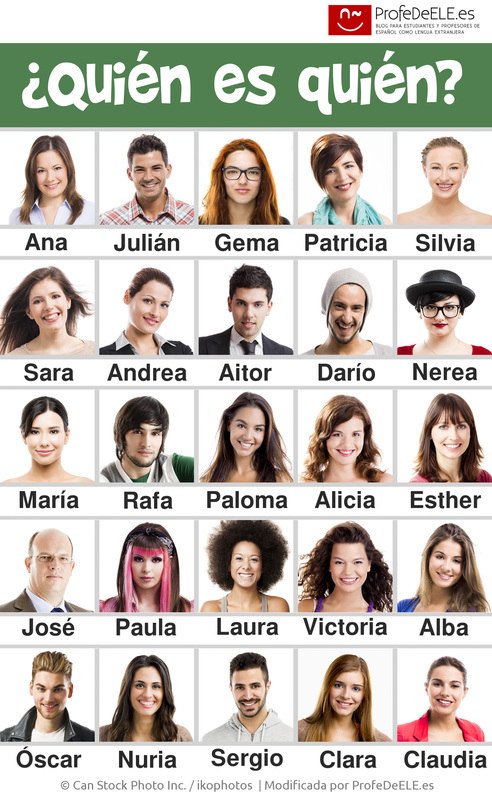 ProfeDeELE.es
BLOG PARA ESTUDIANTES Y PROFESORES DE
ESPAÑOL COMO LENGUA EXTRANJERA
¿Quién es quién?
Ana Julián Gema Patricia Silvia
Sara Andrea Aitor Darío Nerea
María Rafa Paloma Alicia Esther
José Paula Laura Victoria Alba
Óscar Nuria Sergio Clara Claudia
© Can Stock Photo Inc. / ikophotos | Modificada por ProfeDeELE.es